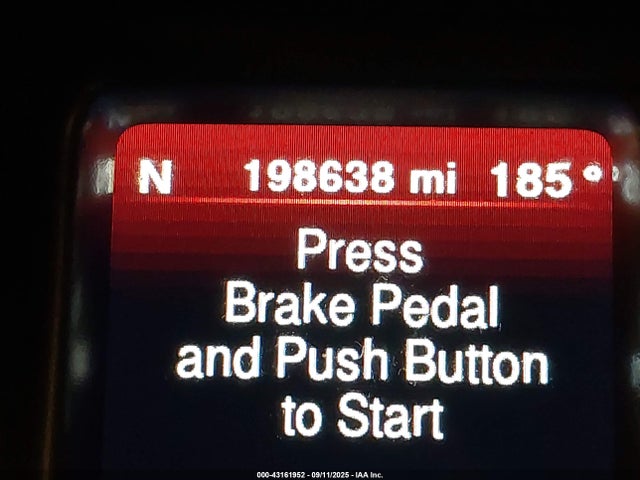 N 198638 mi 185°
Press
Brake Pedal
and Push Button
to Start
000-43161952 - 09/11/2025 - IAA Inc.